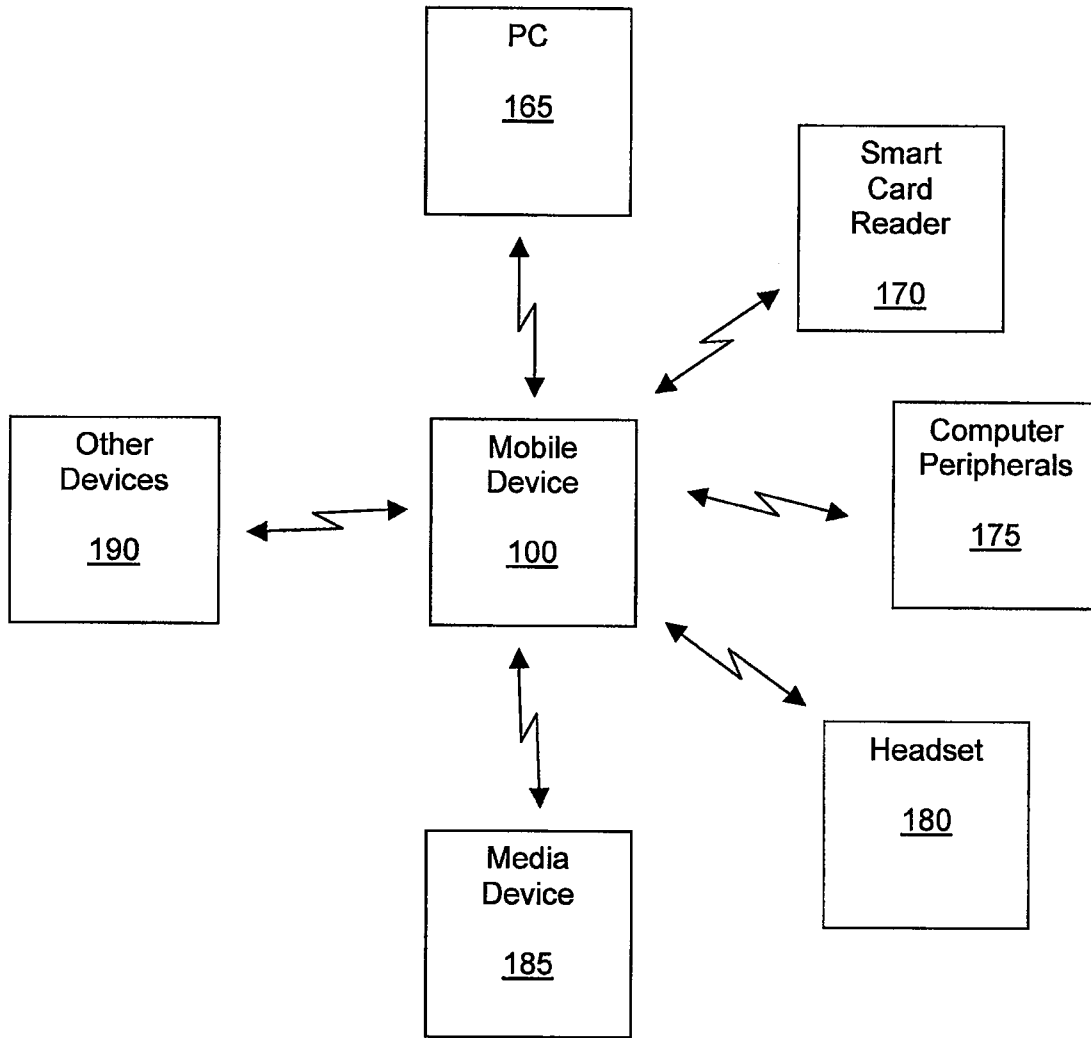 PC
165
Smart
Card
Reader
170
Other
Devices
190
Mobile
Device
100
Computer
Peripherals
175
Headset
180
Media
Device
185